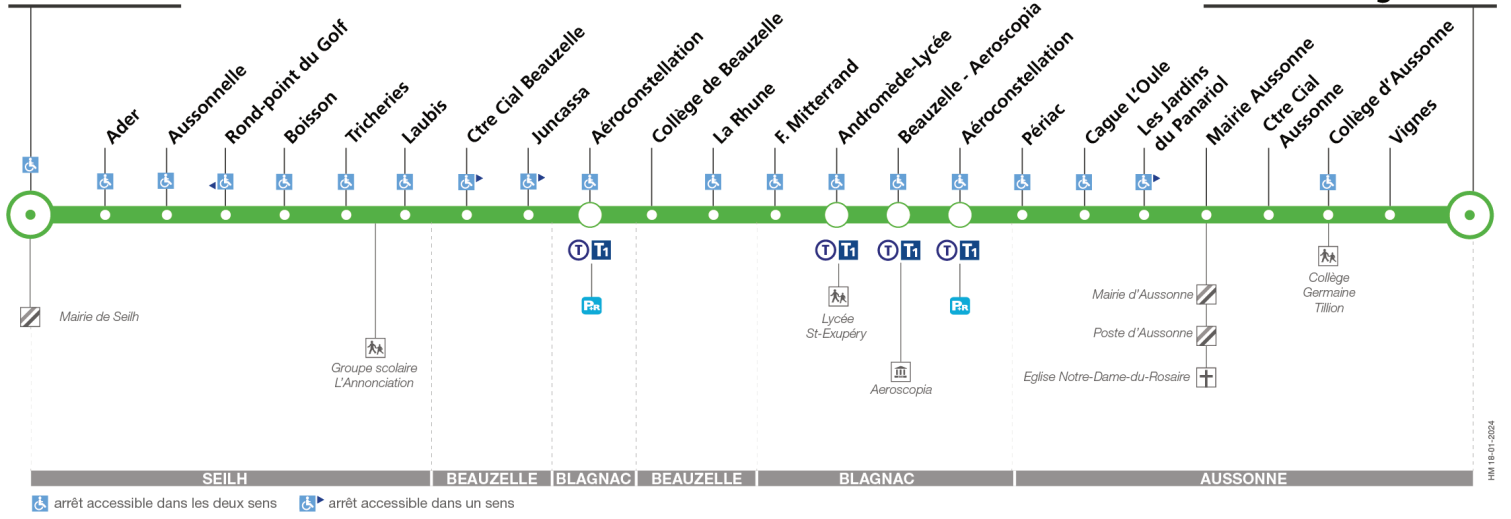 Ader
Aussonnelle
Rond-point du Golf
Boisson
Tricheries
Laubis
Ctre Cial Beauzelle
Juncassa
Aéroconstellation
Collège de Beauzelle
La Rhune
F. Mitterrand
Andromède-Lycée
Beauzelle - Aeroscopia
Aéroconstellation
Périac
Cague L'Oule
Les Jardins
du Panariol
Mairie Aussonne
Ctre Cial
Aussonne
Collège d'Aussonne
Vignes
T T1
T T1
T T1
T T1
P+R
P+R
Mairie de Seilh
Groupe scolaire
L'Annonciation
Lycée
St-Exupéry
Aeroscopia
Mairie d'Aussonne
Poste d'Aussonne
Eglise Notre-Dame-du-Rosaire
Collège
Germaine
Tillion
SEILH
BEAUZELLE
BLAGNAC
BEAUZELLE
BLAGNAC
AUSSONNE
arrêt accessible dans les deux sens
arrêt accessible dans un sens
HM 18-01-2024